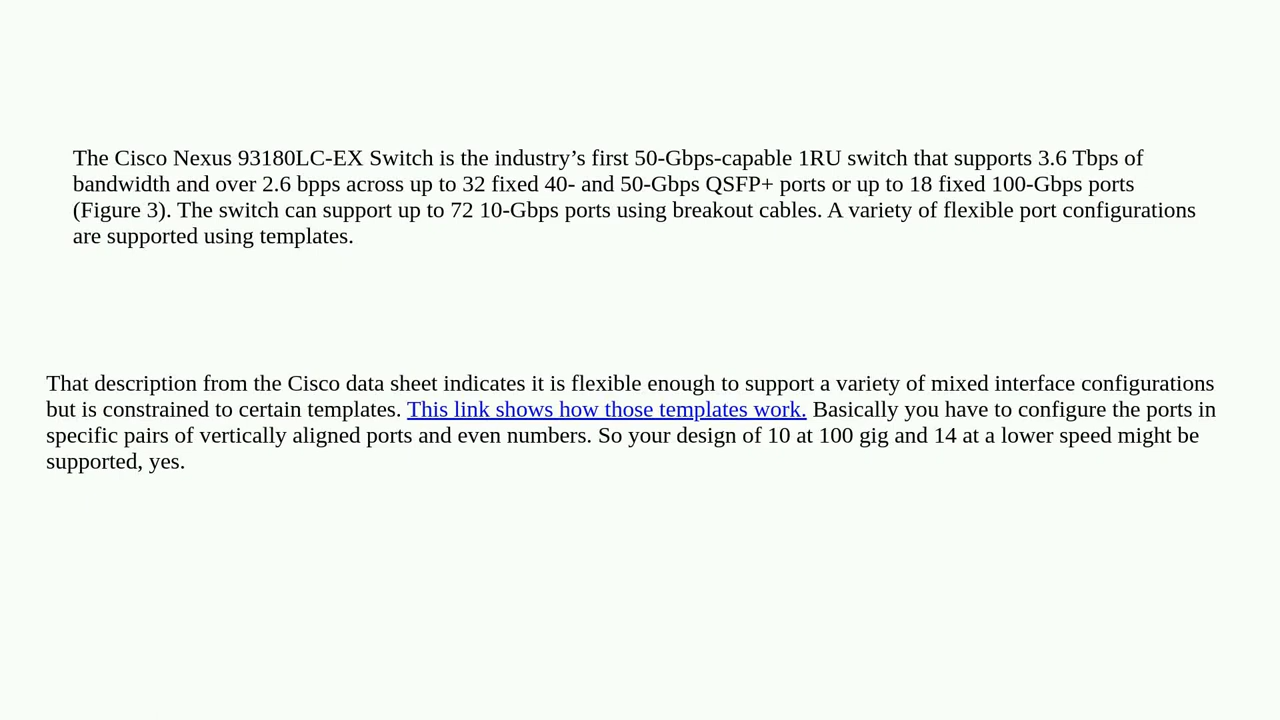 The Cisco Nexus 93180LC-EX Switch is the industry’s first 50-Gbps-capable 1RU switch that supports 3.6 Tbps of
bandwidth and over 2.6 bpps across up to 32 fixed 40- and 50-Gbps QSFP+ ports or up to 18 fixed 100-Gbps ports
(Figure 3). The switch can support up to 72 10-Gbps ports using breakout cables. A variety of flexible port configurations
are supported using templates.
That description from the Cisco data sheet indicates it is flexible enough to support a variety of mixed interface configurations
but is constrained to certain templates. This link shows how those templates work. Basically you have to configure the ports in
specific pairs of vertically aligned ports and even numbers. So your design of 10 at 100 gig and 14 at a lower speed might be
supported, yes.